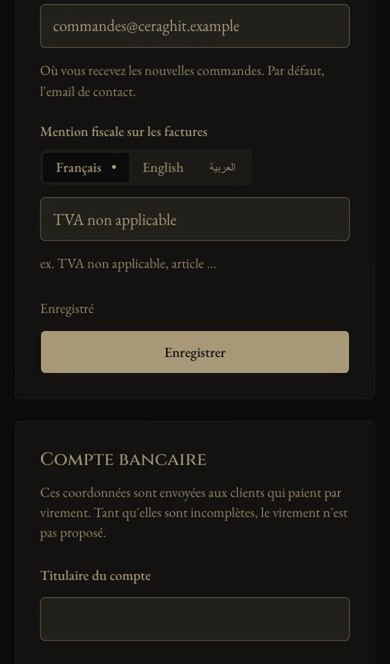 commandes@ceraghit.example
Où vous recevez les nouvelles commandes. Par défaut,
l'email de contact.
Mention fiscale sur les factures
Français • English العربية
TVA non applicable
ex. TVA non applicable, article ...
Enregistré
Enregistrer
Compte bancaire
Ces coordonnées sont envoyées aux clients qui paient par
virement. Tant qu'elles sont incomplètes, le virement n'est
pas proposé.
Titulaire du compte